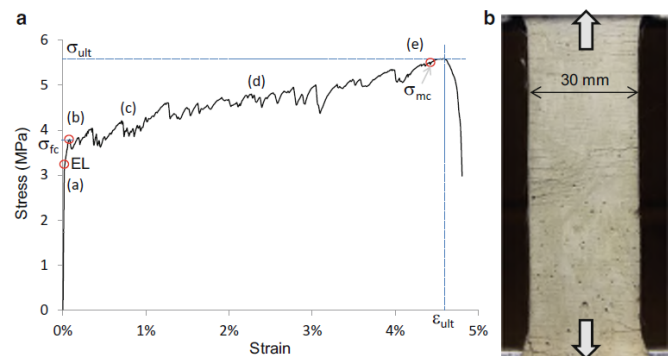 a
b
σult
6
5
4
3
2
1
0
Stress (MPa)
(e)
σmc
(d)
(c)
(b)
σfc
EL
(a)
30 mm
εult
0% 1% 2% 3% 4% 5%
Strain